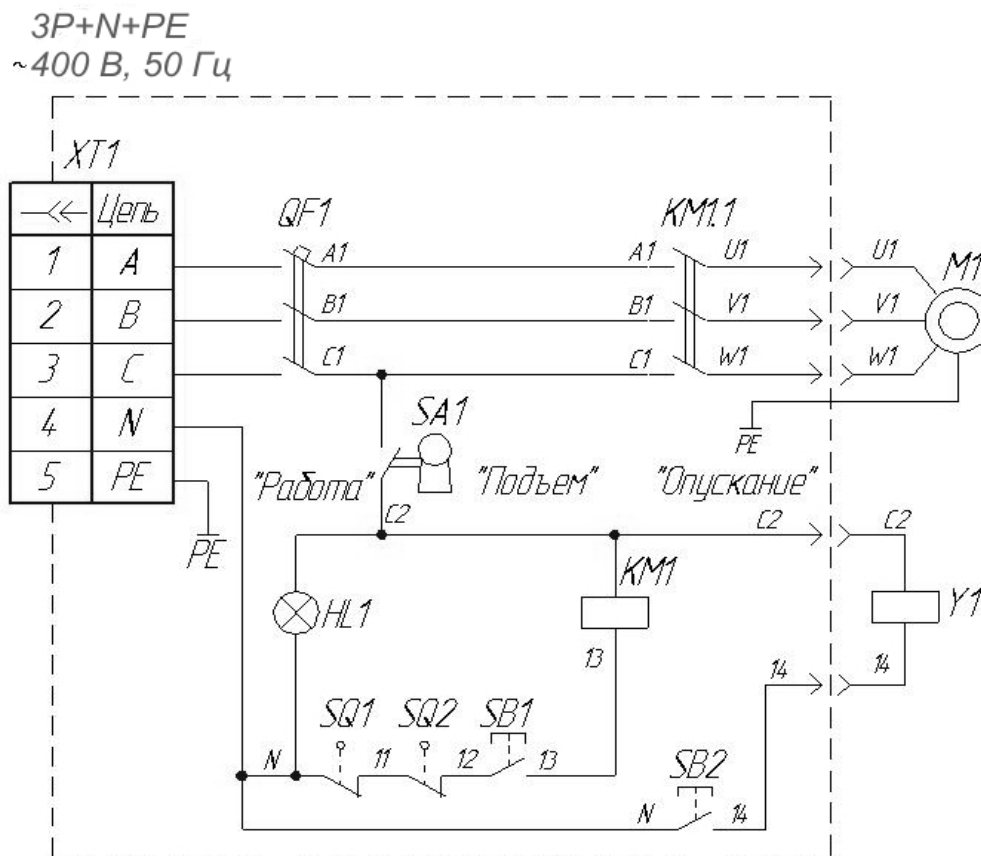 3P+N+PE
~400 В, 50 Гц
XT1
Цепь
QF1
KM1.1
1 A
A1
A1
U1
U1
M1
2 B
B1
B1
V1
V1
3 C
C1
C1
W1
W1
4 N
SA1
PE
5 PE
"Работа"
"Подъем"
"Опускание"
C2
C2
C2
PE
KM1
HL1
Y1
13
14
14
SQ1
SQ2
SB1
N
11
12
13
SB2
N
14